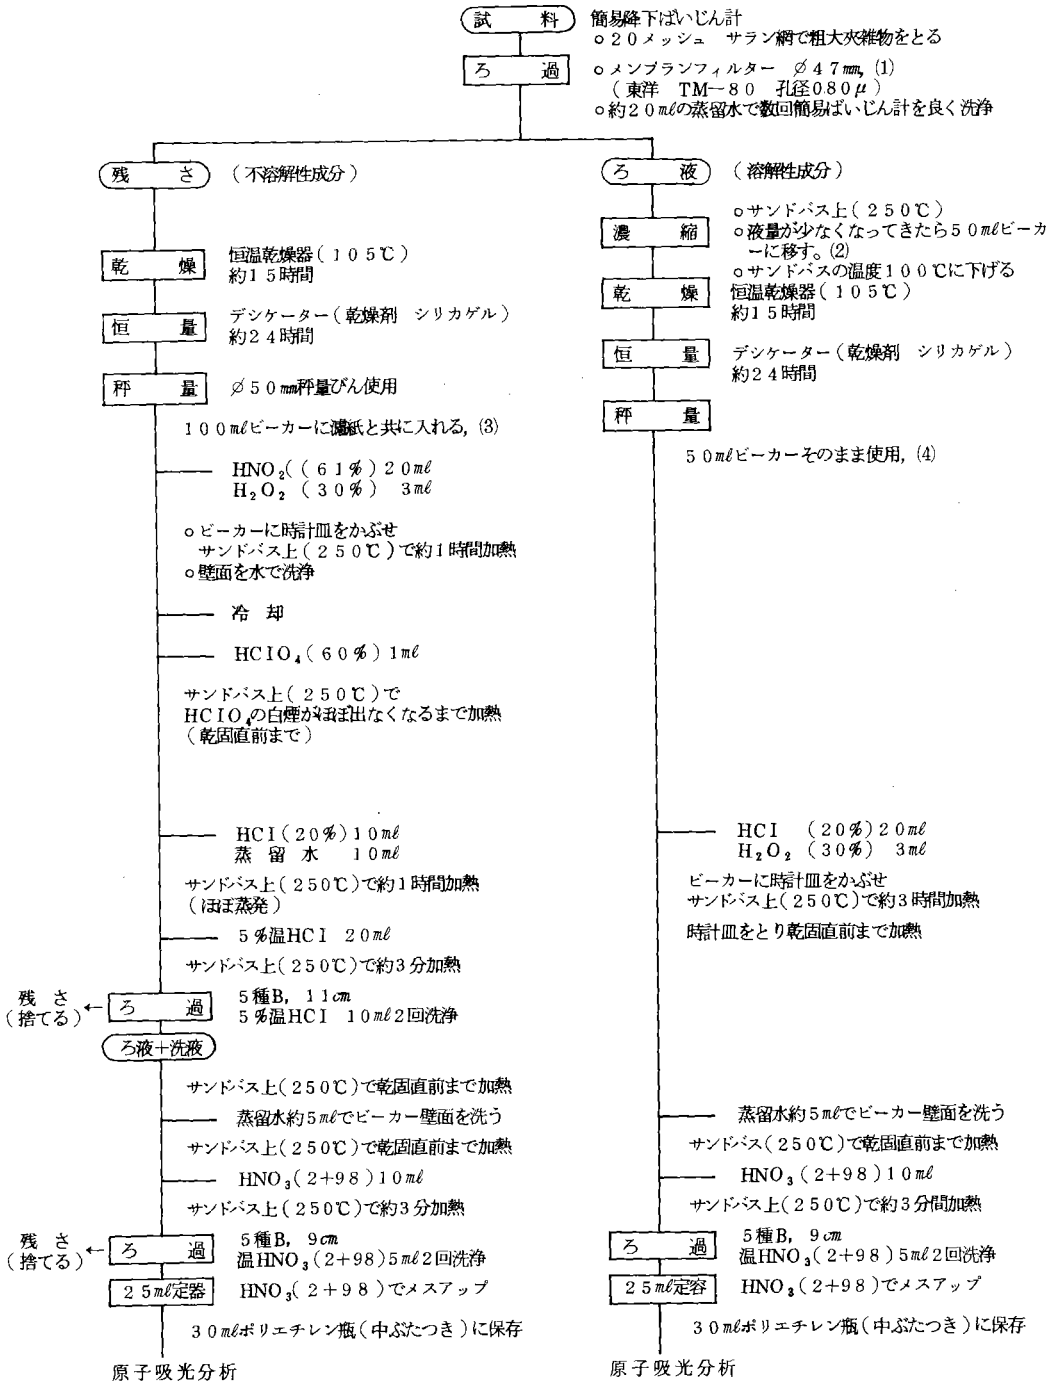 試料 簡易降下ばいじん計
○20メッシュ サラン網で粗大夾雑物をとる
ろ過 ○メンブランフィルター ∅47mm, (1)
(東洋 TM-80 孔径0.80μ)
○約20mlの蒸留水で数回簡易ばいじん計を良く洗浄
残さ (不溶解性成分)
乾燥 恒温乾燥器(105℃)
約15時間
恒量 デシケーター(乾燥剤 シリカゲル)
約24時間
秤量 ∅50mm秤量びん使用
100mlビーカーに濾紙と共に入れる, (3)
HNO₂((61%)20ml
H₂O₂(30%) 3ml
○ビーカーに時計皿をかぶせ
サンドバス上(250℃)で約1時間加熱
○壁面を水で洗浄
冷却
HClO₄(60%)1ml
サンドバス上(250℃)で
HClO₄の白煙がほぼ出なくなるまで加熱
(乾固直前まで)
HCl(20%)10ml
蒸留水 10ml
サンドバス上(250℃)で約1時間加熱
(ほぼ蒸発)
5%温HCl 20ml
サンドバス上(250℃)で約3分加熱
残さ
(捨てる)
ろ過 5種B, 11cm
5%温HCl 10ml2回洗浄
ろ液+洗液
サンドバス上(250℃)で乾固直前まで加熱
蒸留水約5mlでビーカー壁面を洗う
サンドバス上(250℃)で乾固直前まで加熱
HNO₃(2+98)10ml
サンドバス上(250℃)で約3分加熱
残さ
(捨てる)
ろ過 5種B, 9cm
温HNO₃(2+98)5ml2回洗浄
25ml定器 HNO₃(2+98)でメスアップ
30mlポリエチレン瓶(中ぶたつき)に保存
原子吸光分析
ろ液 (溶解性成分)
○サンドバス上(250℃)
濃縮 ○液量が少なくなってきたら50mlビーカ
ーに移す。(2)
○サンドバスの温度100℃に下げる
乾燥 恒温乾燥器(105℃)
約15時間
恒量 デシケーター(乾燥剤 シリカゲル)
約24時間
秤量
50mlビーカーそのまま使用, (4)
HCl (20%)20ml
H₂O₂(30%) 3ml
ビーカーに時計皿をかぶせ
サンドバス上(250℃)で約3時間加熱
時計皿をとり乾固直前まで加熱
蒸留水約5mlでビーカー壁面を洗う
サンドバス(250℃)で乾固直前まで加熱
HNO₃(2+98)10ml
サンドバス上(250℃)で約3分間加熱
ろ過 5種B, 9cm
温HNO₃(2+98)5ml2回洗浄
25ml定容 HNO₃(2+98)でメスアップ
30mlポリエチレン瓶(中ぶたつき)に保存
原子吸光分析